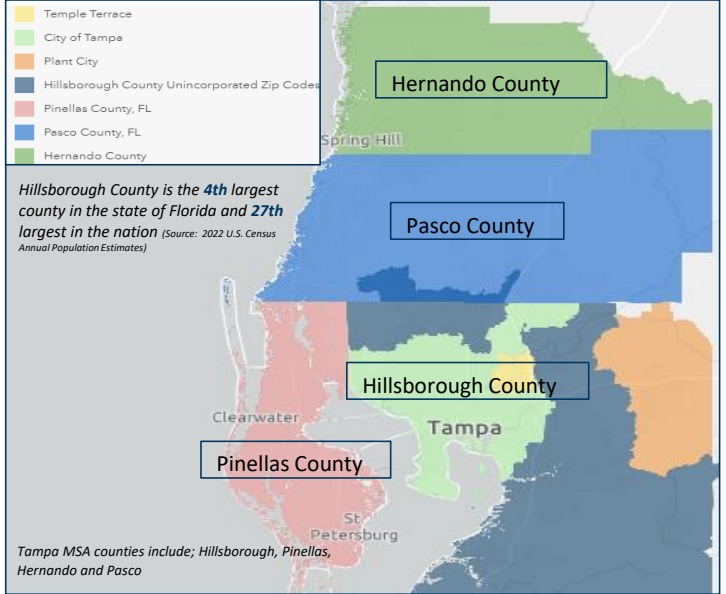 Temple Terrace
City of Tampa
Plant City
Hillsborough County Unincorporated Zip Codes
Pinellas County, FL
Pasco County, FL
Hernando County
Hernando County
Spring Hill
Hillsborough County is the 4th largest
county in the state of Florida and 27th
largest in the nation (Source: 2022 U.S. Census
Annual Population Estimates)
Pasco County
Hillsborough County
Clearwater
Tampa
Pinellas County
St
Petersburg
Tampa MSA counties include; Hillsborough, Pinellas,
Hernando and Pasco